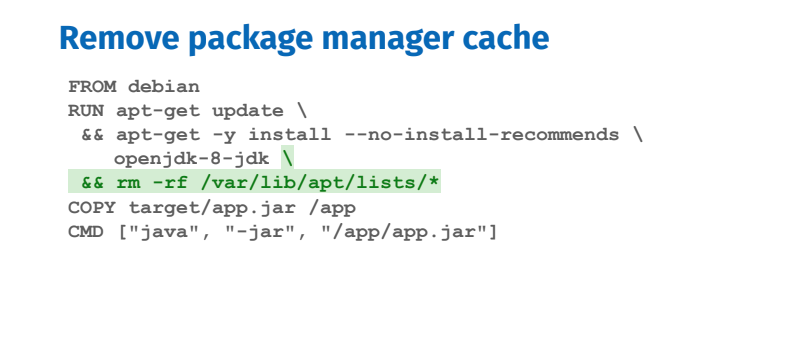 Remove package manager cache
FROM debian
RUN apt-get update \
 && apt-get -y install --no-install-recommends \
    openjdk-8-jdk \
 && rm -rf /var/lib/apt/lists/*
COPY target/app.jar /app
CMD ["java", "-jar", "/app/app.jar"]